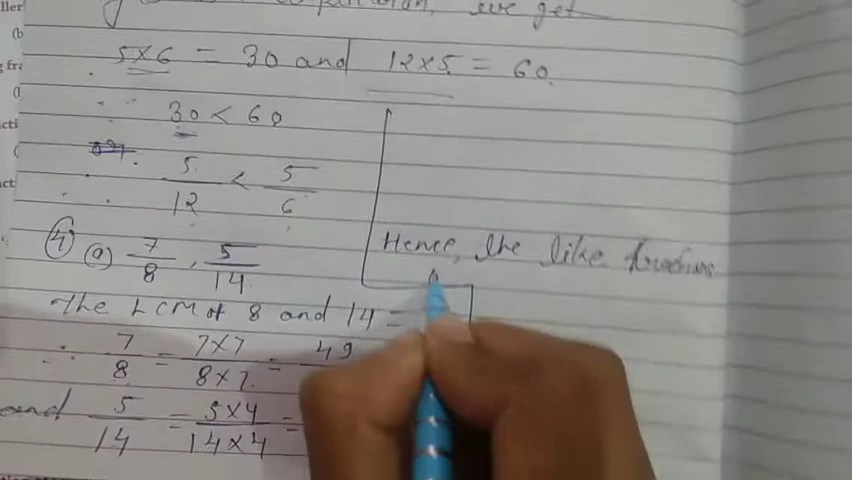 we get
5×6 = 30 and 12×5 = 60
30 < 60
5/12 < 5/6
4 (a) 7/8, 5/14
The LCM of 8 and 14 =
∴ 7/8 = 7×7/8×7 = 49
and 5/14 = 5×4/14×4 =
Hence, the like fractions